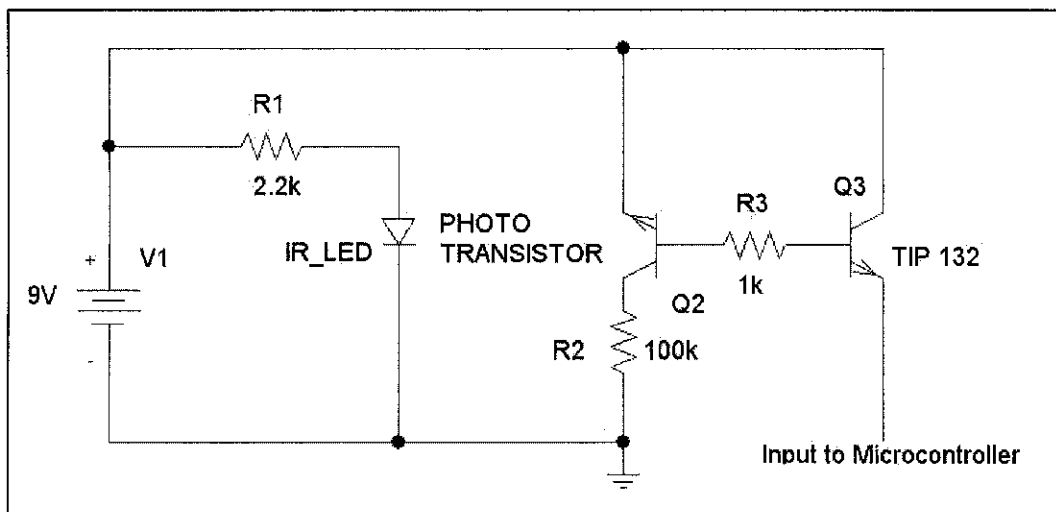 R1
2.2k
IR_LED
PHOTO
TRANSISTOR
+
V1
9V
-
R2
100k
Q2
R3
1k
Q3
TIP 132
Input to Microcontroller